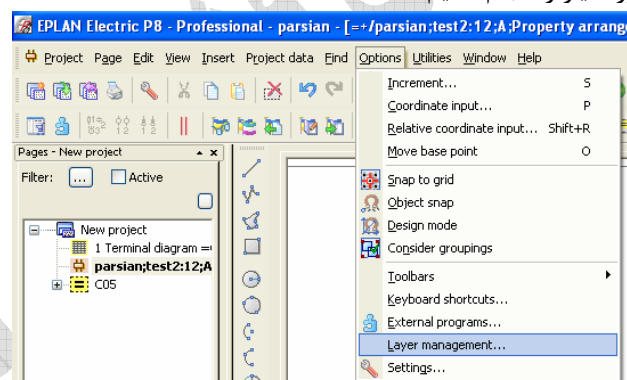 EPLAN Electric P8 - Professional - parsian - [=+/parsian;test2:12;A;Property arrang
Project Page Edit View Insert Project data Find Options Utilities Window Help
Increment... S
Coordinate input... P
Relative coordinate input... Shift+R
Move base point O
Snap to grid
Object snap
Design mode
Consider groupings
Toolbars
Keyboard shortcuts...
External programs...
Layer management...
Settings...
Pages - New project
Filter: ... Active
New project
1 Terminal diagram =
parsian;test2:12;A
C05